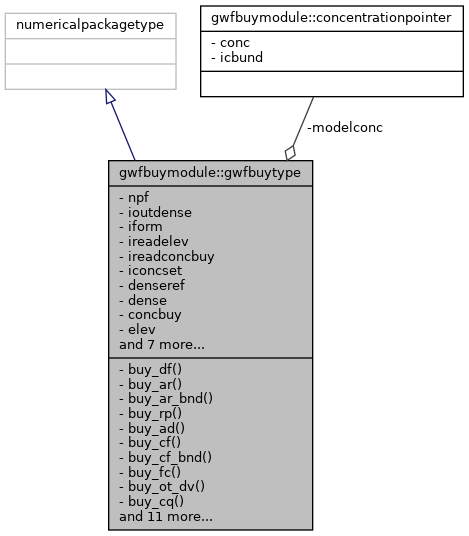 numericalpackagetype
gwfbuymodule::concentrationpointer
- conc
- icbund
-modelconc
gwfbuymodule::gwfbuytype
- npf
- ioutdense
- iform
- ireadelev
- ireadconcbuy
- iconcset
- denseref
- dense
- concbuy
- elev
and 7 more...
- buy_df()
- buy_ar()
- buy_ar_bnd()
- buy_rp()
- buy_ad()
- buy_cf()
- buy_cf_bnd()
- buy_fc()
- buy_ot_dv()
- buy_cq()
and 11 more...